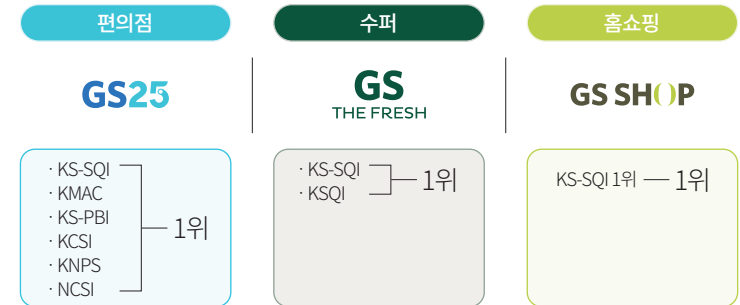 편의점
GS25
· KS-SQI
· KMAC
· KS-PBI
· KCSI
· KNPS
· NCSI
1위
수퍼
GS
THE FRESH
· KS-SQI
· KSQI
1위
홈쇼핑
GS SHOP
KS-SQI 1위
1위